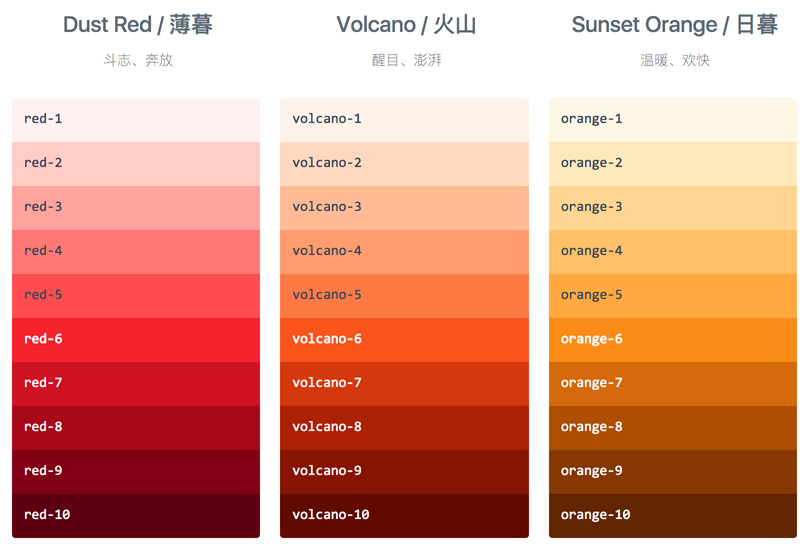 Dust Red / 薄暮
斗志、奔放
red-1
red-2
red-3
red-4
red-5
red-6
red-7
red-8
red-9
red-10
Volcano / 火山
醒目、澎湃
volcano-1
volcano-2
volcano-3
volcano-4
volcano-5
volcano-6
volcano-7
volcano-8
volcano-9
volcano-10
Sunset Orange / 日暮
温暖、欢快
orange-1
orange-2
orange-3
orange-4
orange-5
orange-6
orange-7
orange-8
orange-9
orange-10